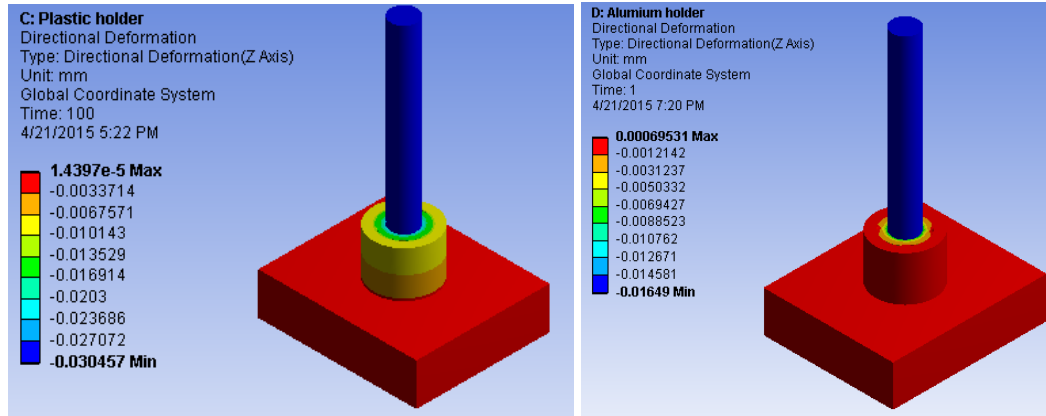 C: Plastic holder
Directional Deformation
Type: Directional Deformation(Z Axis)
Unit: mm
Global Coordinate System
Time: 100
4/21/2015 5:22 PM
1.4397e-5 Max
-0.0033714
-0.0067571
-0.010143
-0.013529
-0.016914
-0.0203
-0.023686
-0.027072
-0.030457 Min
D: Alumium holder
Directional Deformation
Type: Directional Deformation(Z Axis)
Unit: mm
Global Coordinate System
Time: 1
4/21/2015 7:20 PM
0.00069531 Max
-0.0012142
-0.0031237
-0.0050332
-0.0069427
-0.0088523
-0.010762
-0.012671
-0.014581
-0.01649 Min